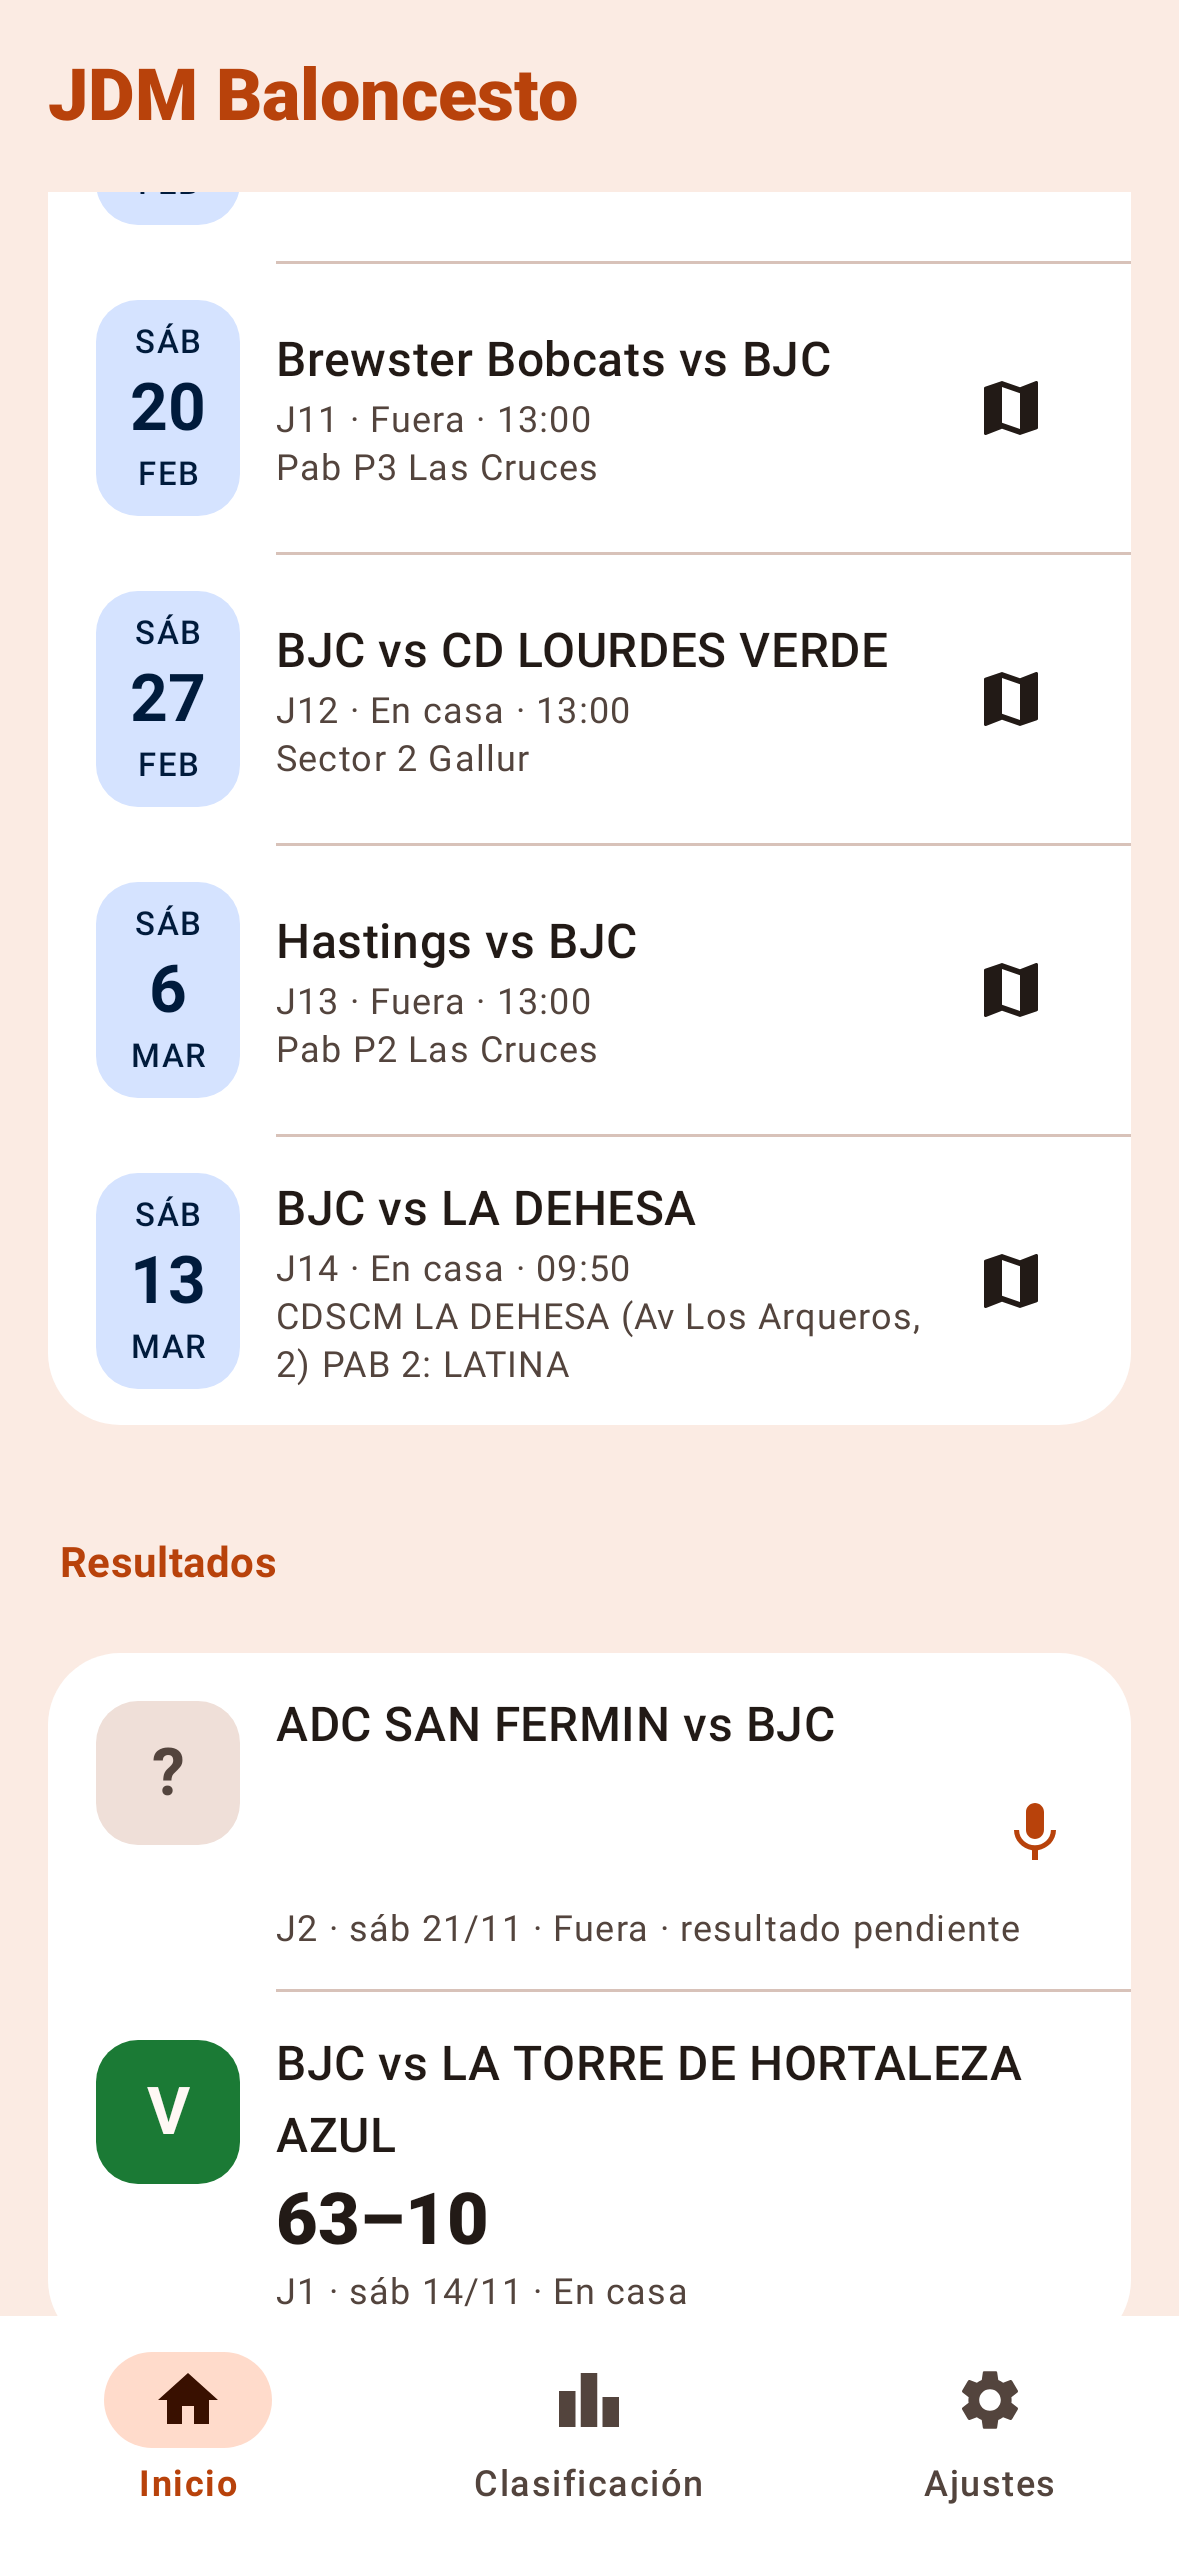 JDM Baloncesto
SÁB
20
FEB
Brewster Bobcats vs BJC
J11 · Fuera · 13:00
Pab P3 Las Cruces
SÁB
27
FEB
BJC vs CD LOURDES VERDE
J12 · En casa · 13:00
Sector 2 Gallur
SÁB
6
MAR
Hastings vs BJC
J13 · Fuera · 13:00
Pab P2 Las Cruces
SÁB
13
MAR
BJC vs LA DEHESA
J14 · En casa · 09:50
CDSCM LA DEHESA (Av Los Arqueros,
2) PAB 2: LATINA
Resultados
?
ADC SAN FERMIN vs BJC
J2 · sáb 21/11 · Fuera · resultado pendiente
V
BJC vs LA TORRE DE HORTALEZA
AZUL
63–10
J1 · sáb 14/11 · En casa
Inicio
Clasificación
Ajustes